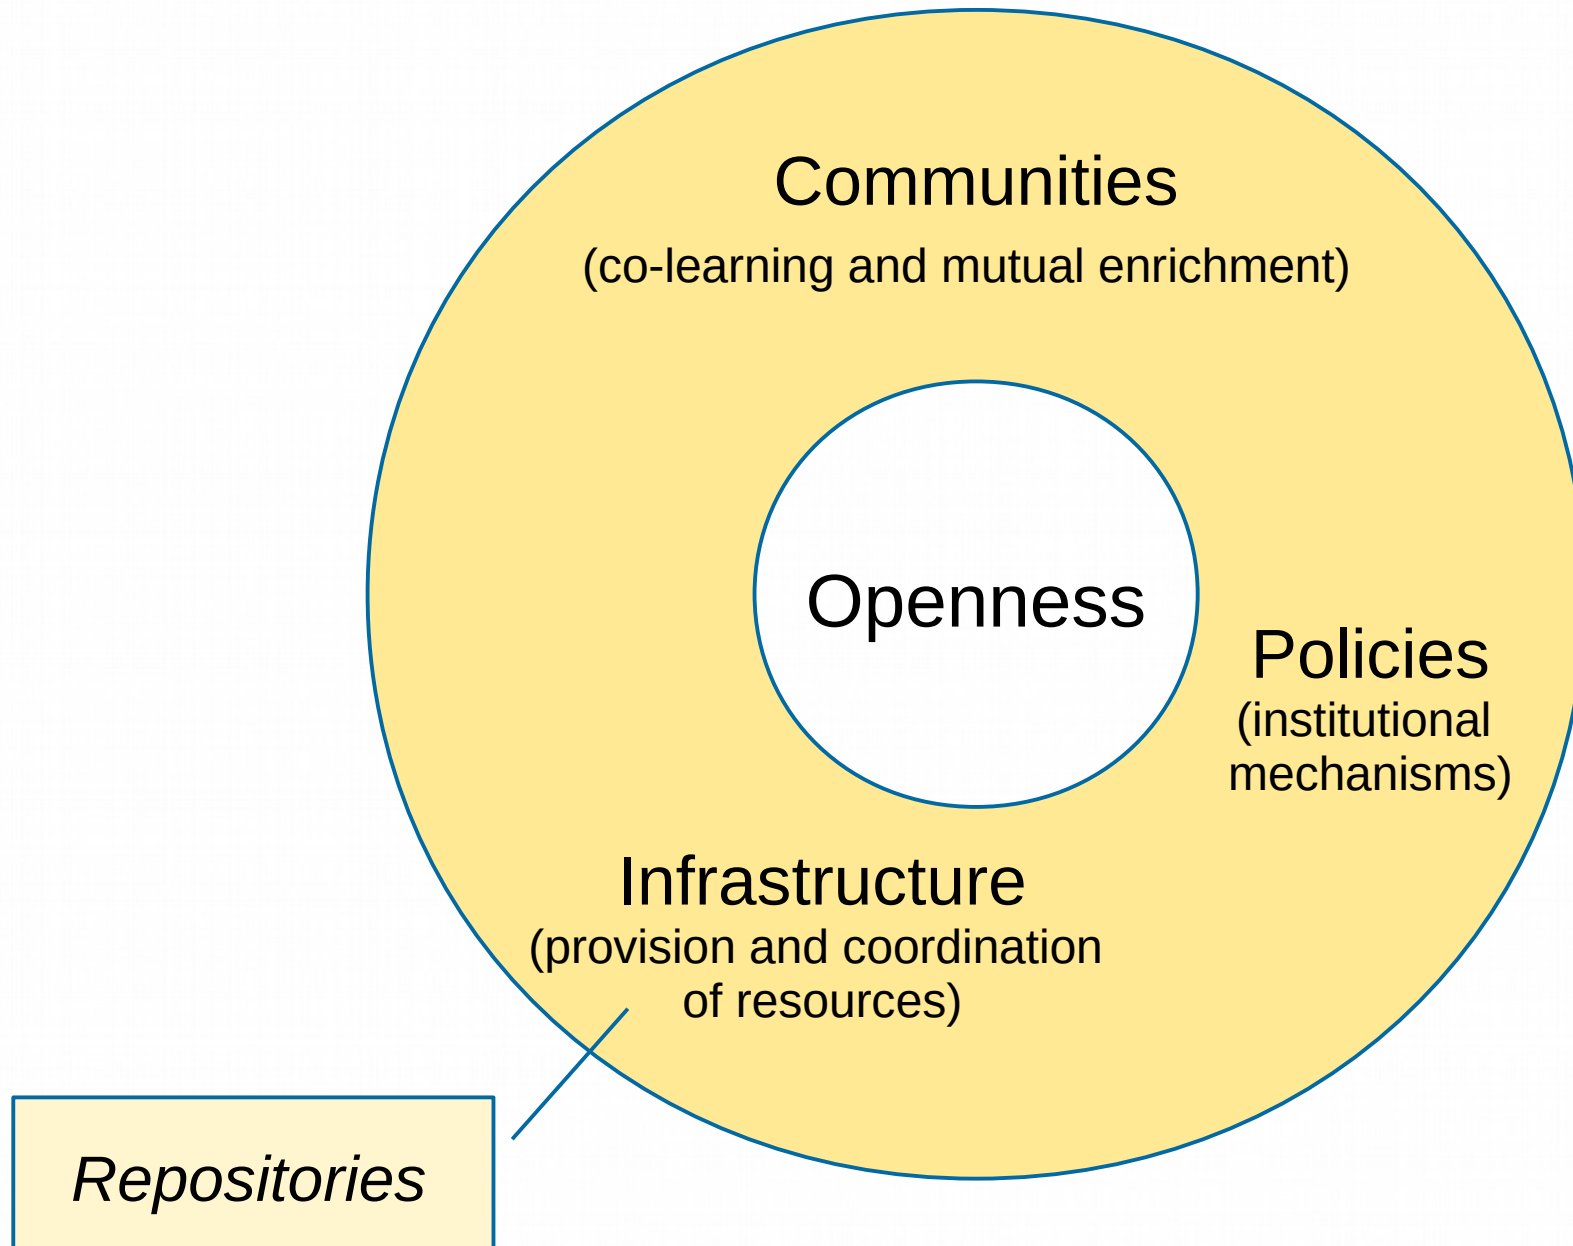 Communities
(co-learning and mutual enrichment)
Openness
Policies
(institutional
mechanisms)
Infrastructure
(provision and coordination
of resources)
Repositories